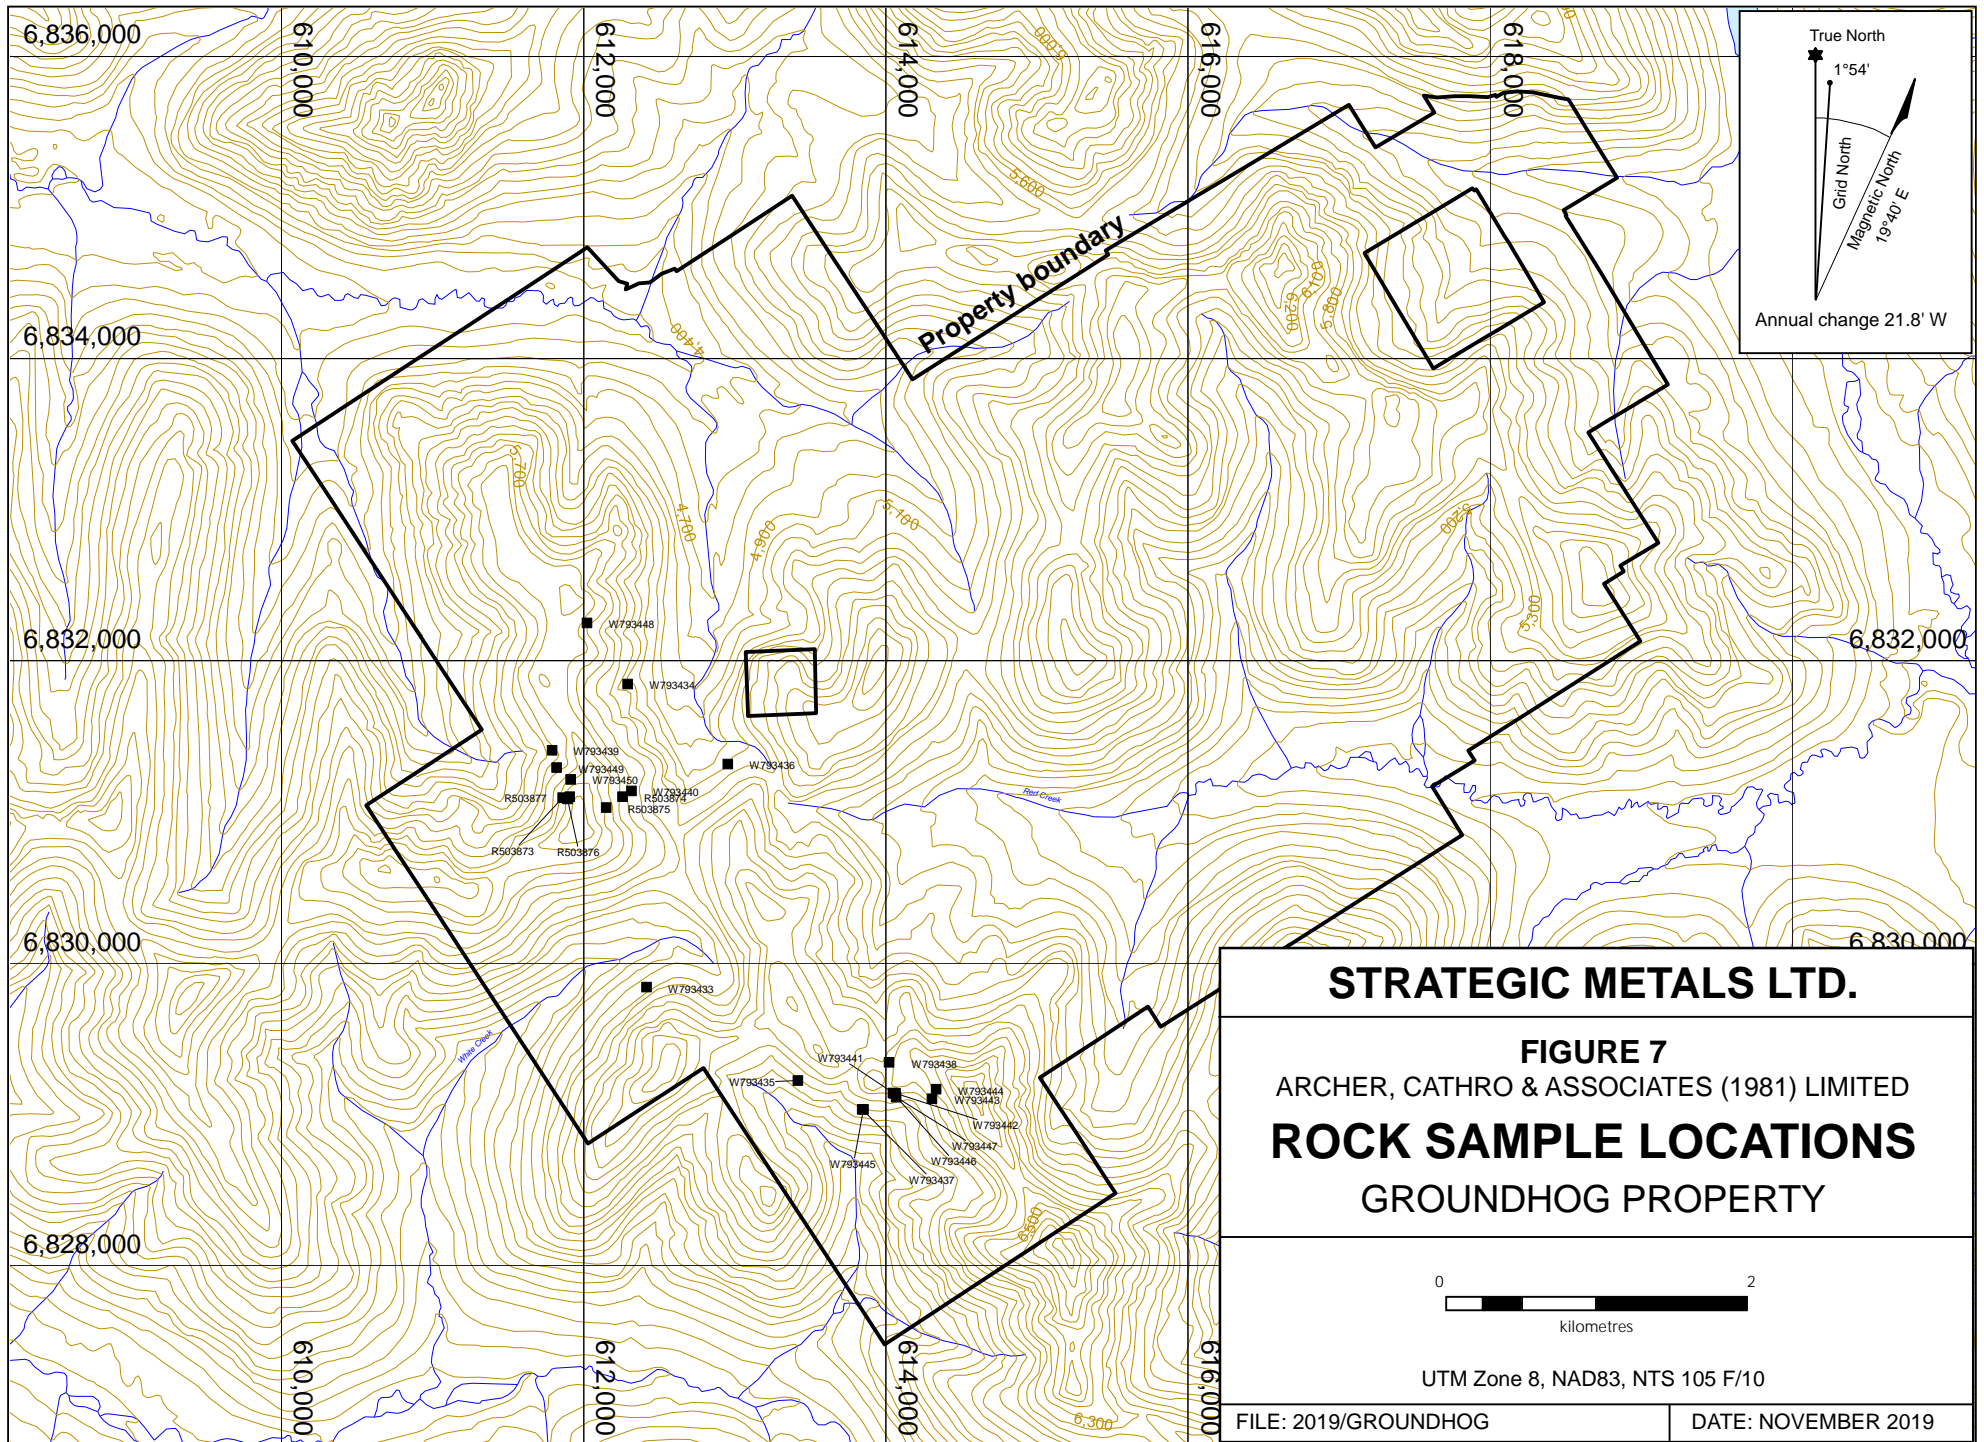 6,836,000
610,000
612,000
614,000
616,000
618,000
6,000
True North
1°54'
Grid North
Magnetic North
19°40' E
Annual change 21.8' W
5,600
Property boundary
6,200
6,100
5,800
6,834,000
4,400
5,700
4,700
4,900
5,100
5,200
5,300
W793448
6,832,000
6,832,000
W793434
W793439
W793449
W793450
W793436
W793440
R503877
R503874
R503875
R503873
R503876
Red Creek
6,830,000
6,830,000
W793433
White Creek
W793441
W793438
W793435
W793444
W793443
W793442
W793447
W793446
W793445
W793437
6,500
6,828,000
6,300
610,000
612,000
614,000
616,000
STRATEGIC METALS LTD.
FIGURE 7
ARCHER, CATHRO & ASSOCIATES (1981) LIMITED
ROCK SAMPLE LOCATIONS
GROUNDHOG PROPERTY
0 2
kilometres
UTM Zone 8, NAD83, NTS 105 F/10
FILE: 2019/GROUNDHOG
DATE: NOVEMBER 2019